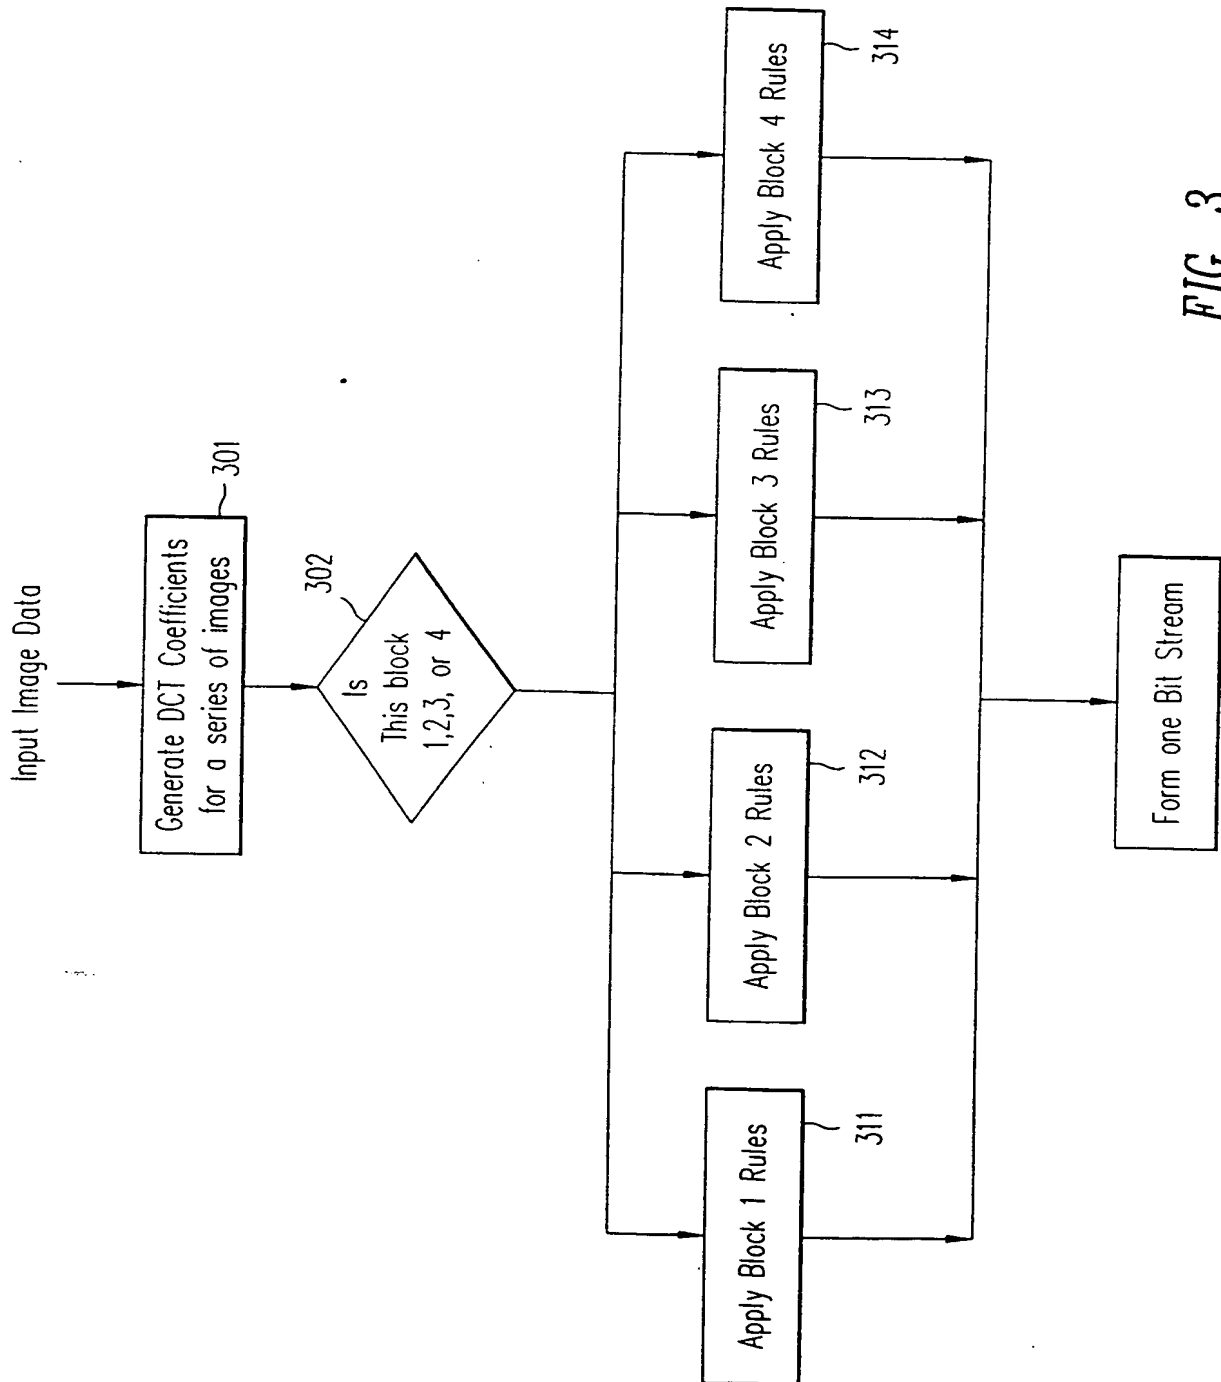 Input Image Data
Generate DCT Coefficients
for a series of images
301
Is
This block
1,2,3, or 4
302
Apply Block 1 Rules
311
Apply Block 2 Rules
312
Apply Block 3 Rules
313
Apply Block 4 Rules
314
Form one Bit Stream
FIG. 3